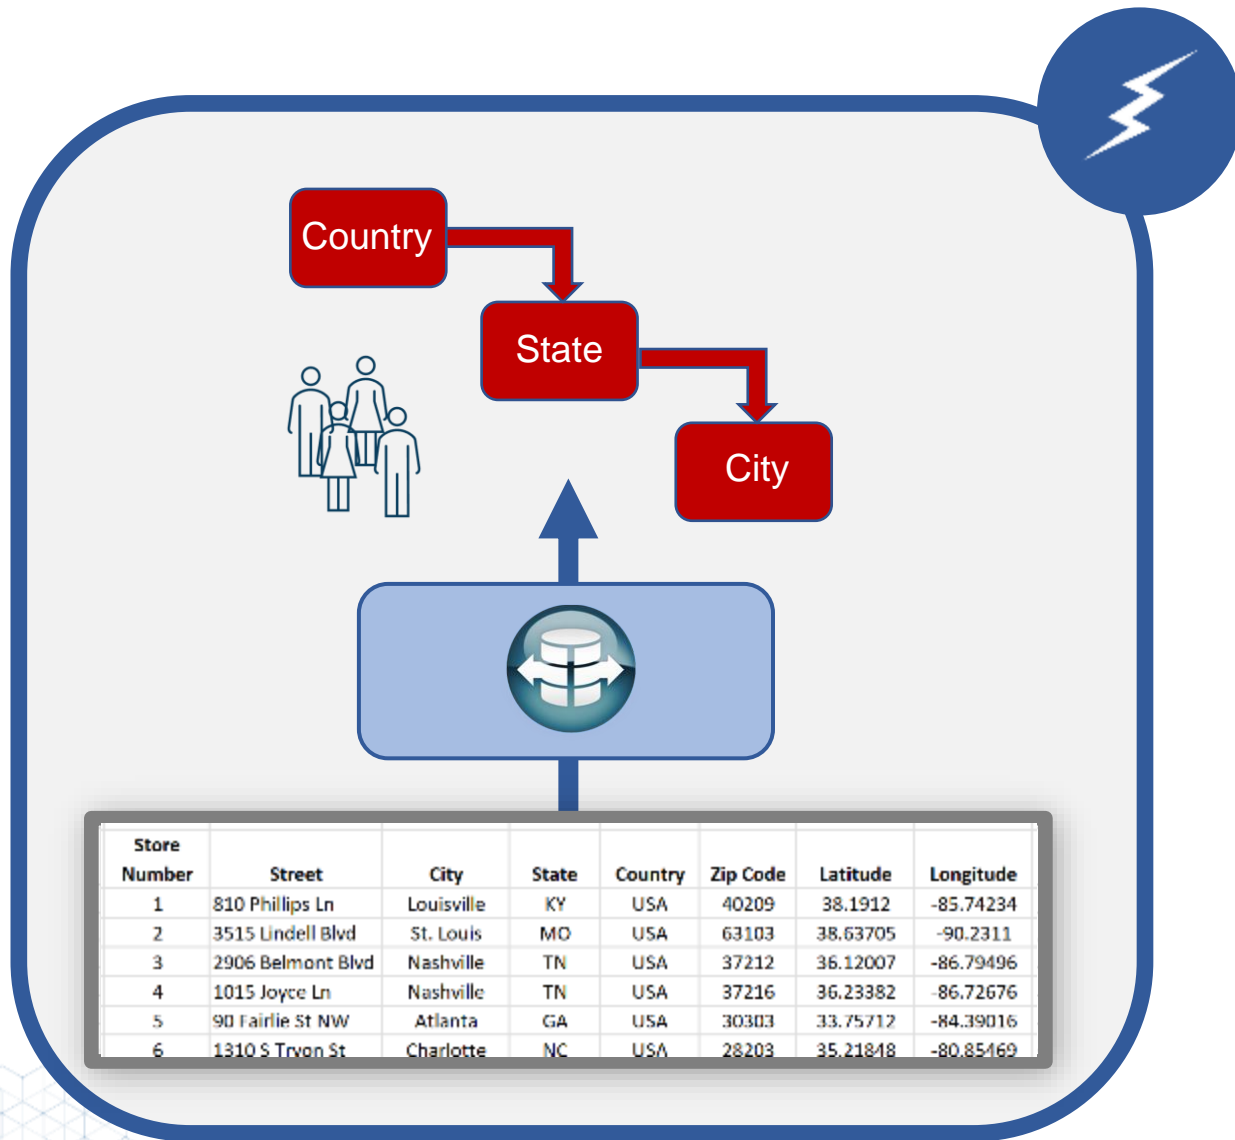 Country
State
City
Store
Number Street City State Country Zip Code Latitude Longitude
1 810 Phillips Ln Louisville KY USA 40209 38.1912 -85.74234
2 3515 Lindell Blvd St. Louis MO USA 63103 38.63705 -90.2311
3 2906 Belmont Blvd Nashville TN USA 37212 36.12007 -86.79496
4 1015 Joyce Ln Nashville TN USA 37216 36.23382 -86.72676
5 90 Fairlie St NW Atlanta GA USA 30303 33.75712 -84.39016
6 1310 S Tryon St Charlotte NC USA 28203 35.21848 -80.85469